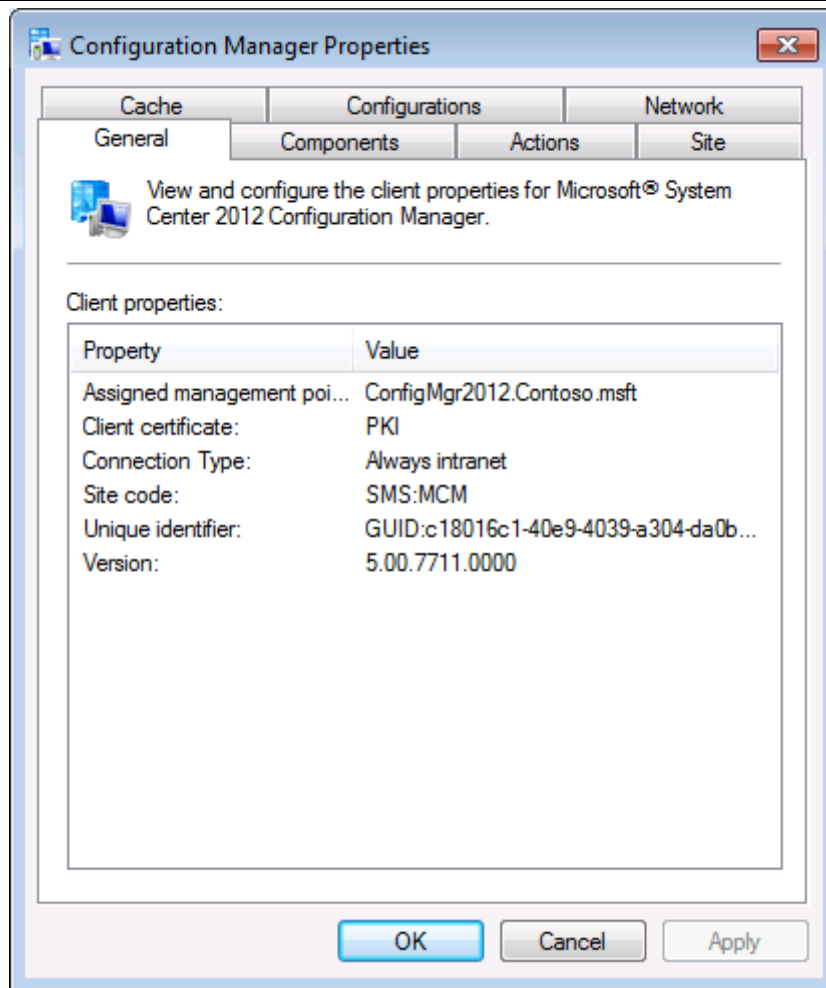 Configuration Manager Properties
Cache Configurations Network
General Components Actions Site
View and configure the client properties for Microsoft® System
Center 2012 Configuration Manager.
Client properties:
Property Value
Assigned management poi... ConfigMgr2012.Contoso.msft
Client certificate: PKI
Connection Type: Always intranet
Site code: SMS:MCM
Unique identifier: GUID:c18016c1-40e9-4039-a304-da0b...
Version: 5.00.7711.0000
OK Cancel Apply